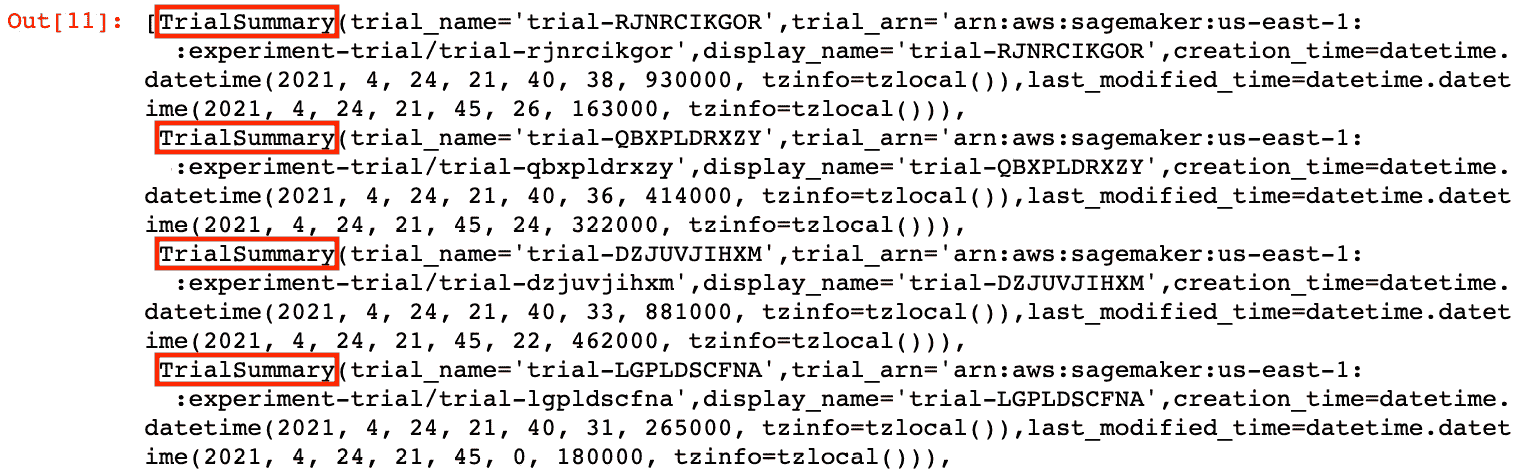 Out[11]: [TrialSummary(trial_name='trial-RJNRCIKGOR',trial_arn='arn:aws:sagemaker:us-east-1:
:experiment-trial/trial-rjnrcikgor',display_name='trial-RJNRCIKGOR',creation_time=datetime.
datetime(2021, 4, 24, 21, 40, 38, 930000, tzinfo=tzlocal()),last_modified_time=datetime.datet
ime(2021, 4, 24, 21, 45, 26, 163000, tzinfo=tzlocal())),
TrialSummary(trial_name='trial-QBXPLDRXZY',trial_arn='arn:aws:sagemaker:us-east-1:
:experiment-trial/trial-qbxpldrxzy',display_name='trial-QBXPLDRXZY',creation_time=datetime.
datetime(2021, 4, 24, 21, 40, 36, 414000, tzinfo=tzlocal()),last_modified_time=datetime.datet
ime(2021, 4, 24, 21, 45, 24, 322000, tzinfo=tzlocal())),
TrialSummary(trial_name='trial-DZJUVJIHXM',trial_arn='arn:aws:sagemaker:us-east-1:
:experiment-trial/trial-dzjuvjihxm',display_name='trial-DZJUVJIHXM',creation_time=datetime.
datetime(2021, 4, 24, 21, 40, 33, 881000, tzinfo=tzlocal()),last_modified_time=datetime.datet
ime(2021, 4, 24, 21, 45, 22, 462000, tzinfo=tzlocal())),
TrialSummary(trial_name='trial-LGPLDSCFNA',trial_arn='arn:aws:sagemaker:us-east-1:
:experiment-trial/trial-lgpldscfna',display_name='trial-LGPLDSCFNA',creation_time=datetime.
datetime(2021, 4, 24, 21, 40, 31, 265000, tzinfo=tzlocal()),last_modified_time=datetime.datet
ime(2021, 4, 24, 21, 45, 0, 180000, tzinfo=tzlocal())),